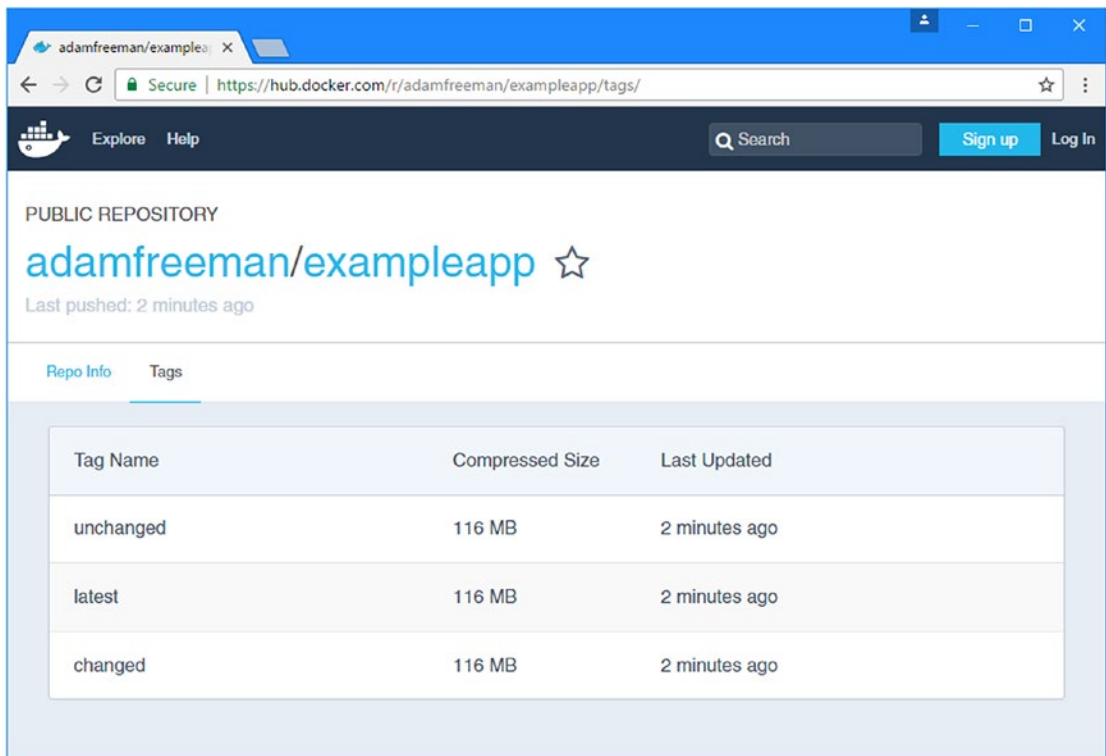 adamfreeman/examplea
Secure | https://hub.docker.com/r/adamfreeman/exampleapp/tags/
Explore Help Search Sign up Log In
PUBLIC REPOSITORY
adamfreeman/exampleapp
Last pushed: 2 minutes ago
Repo Info Tags
Tag Name Compressed Size Last Updated
unchanged 116 MB 2 minutes ago
latest 116 MB 2 minutes ago
changed 116 MB 2 minutes ago